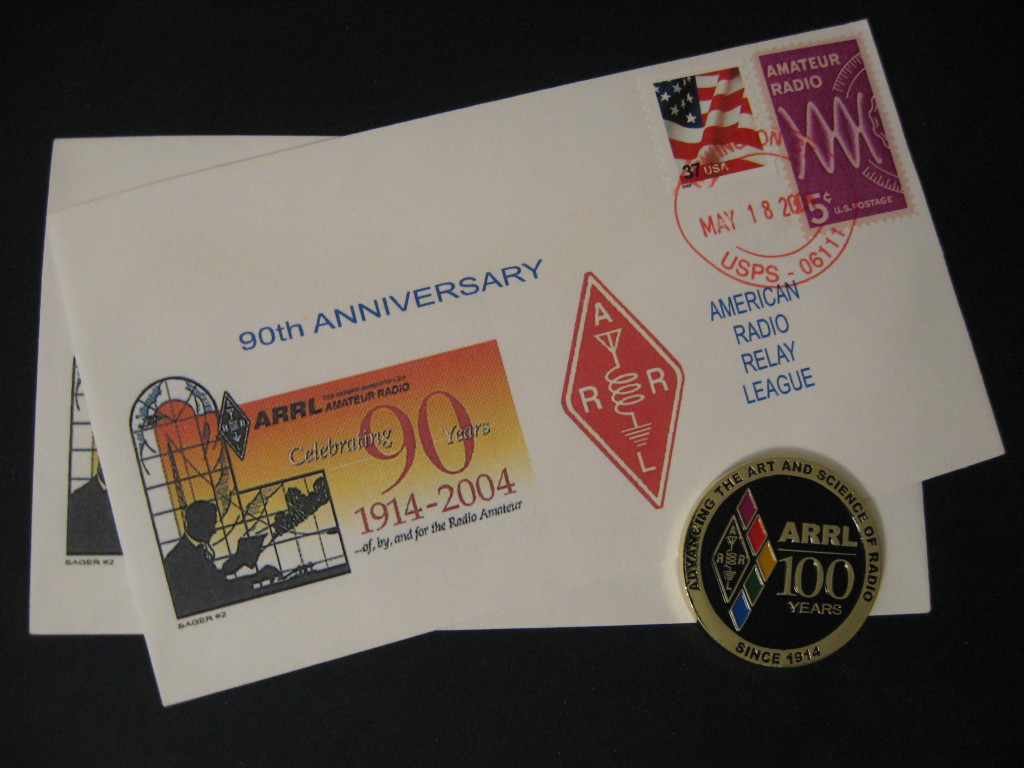 AMATEUR
RADIO
5¢ U.S. POSTAGE
37 USA
MAY 18 20
USPS - 06111
AMERICAN
RADIO
RELAY
LEAGUE
90th ANNIVERSARY
A
R R
L
ARRL
AMATEUR RADIO
Celebrating 90 Years
1914-2004
...of, by, and for the Radio Amateur
SAGER #2
SAGER #2
ADVANCING THE ART AND SCIENCE OF RADIO
ARRL
100
YEARS
SINCE 1914